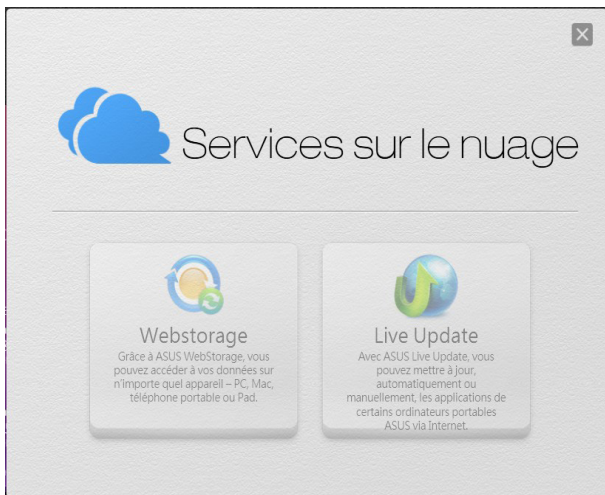 Services sur le nuage
Webstorage
Grâce à ASUS WebStorage, vous
pouvez accéder à vos données sur
n'importe quel appareil – PC, Mac,
téléphone portable ou Pad.
Live Update
Avec ASUS Live Update, vous
pouvez mettre à jour,
automatiquement ou
manuellement, les applications de
certains ordinateurs portables
ASUS via Internet.